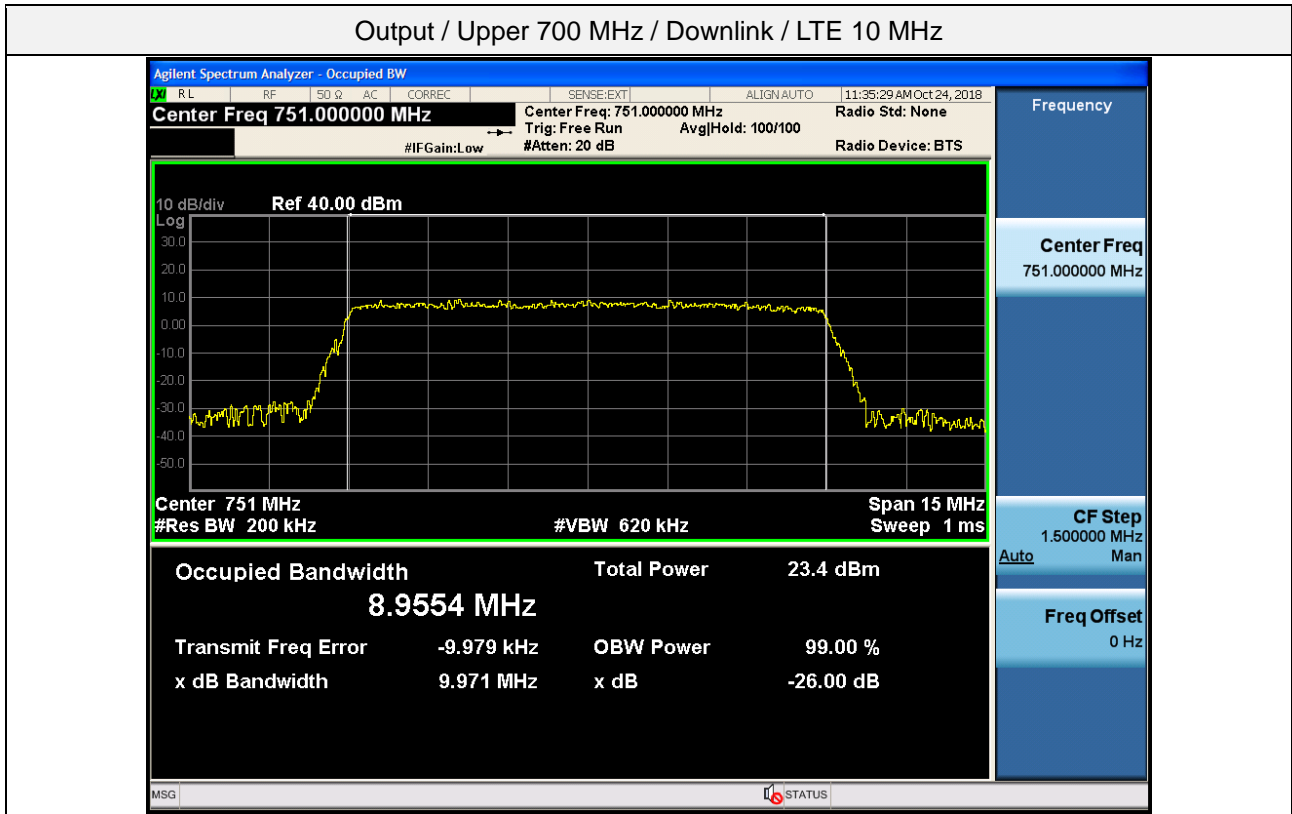 Output / Upper 700 MHz / Downlink / LTE 10 MHz
Agilent Spectrum Analyzer - Occupied BW
LXI RL RF 50 Ω AC CORREC SENSE:EXT ALIGN AUTO 11:35:29 AM Oct 24, 2018
Center Freq 751.000000 MHz Center Freq: 751.000000 MHz Radio Std: None Frequency
Trig: Free Run Avg|Hold: 100/100
#IFGain:Low #Atten: 20 dB Radio Device: BTS
10 dB/div Ref 40.00 dBm
Log
30.0
20.0
10.0
0.00
-10.0
-20.0
-30.0
-40.0
-50.0
Center 751 MHz Span 15 MHz
#Res BW 200 kHz #VBW 620 kHz Sweep 1 ms
Occupied Bandwidth Total Power 23.4 dBm
8.9554 MHz
Transmit Freq Error -9.979 kHz OBW Power 99.00 %
x dB Bandwidth 9.971 MHz x dB -26.00 dB
Center Freq
751.000000 MHz
CF Step
1.500000 MHz
Auto Man
Freq Offset
0 Hz
MSG STATUS